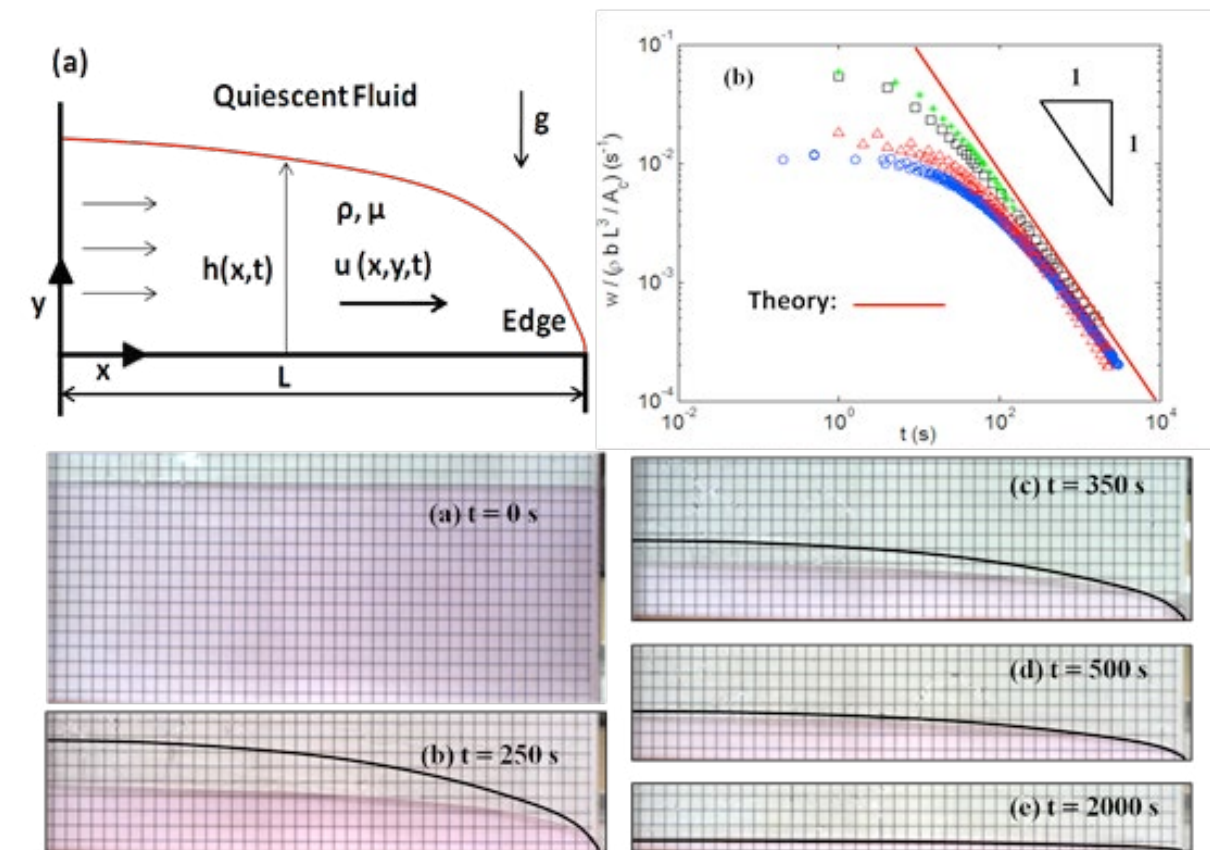 (a)
Quiescent Fluid
g
ρ, μ
h(x,t)
u (x,y,t)
Edge
y
x
L
(b)
w / (ρ b L³ / A_c) (s⁻¹)
10⁻¹
10⁻²
10⁻³
10⁻⁴
1
1
Theory:
10⁻² 10⁰ 10² 10⁴
t (s)
(a) t = 0 s
(b) t = 250 s
(c) t = 350 s
(d) t = 500 s
(e) t = 2000 s